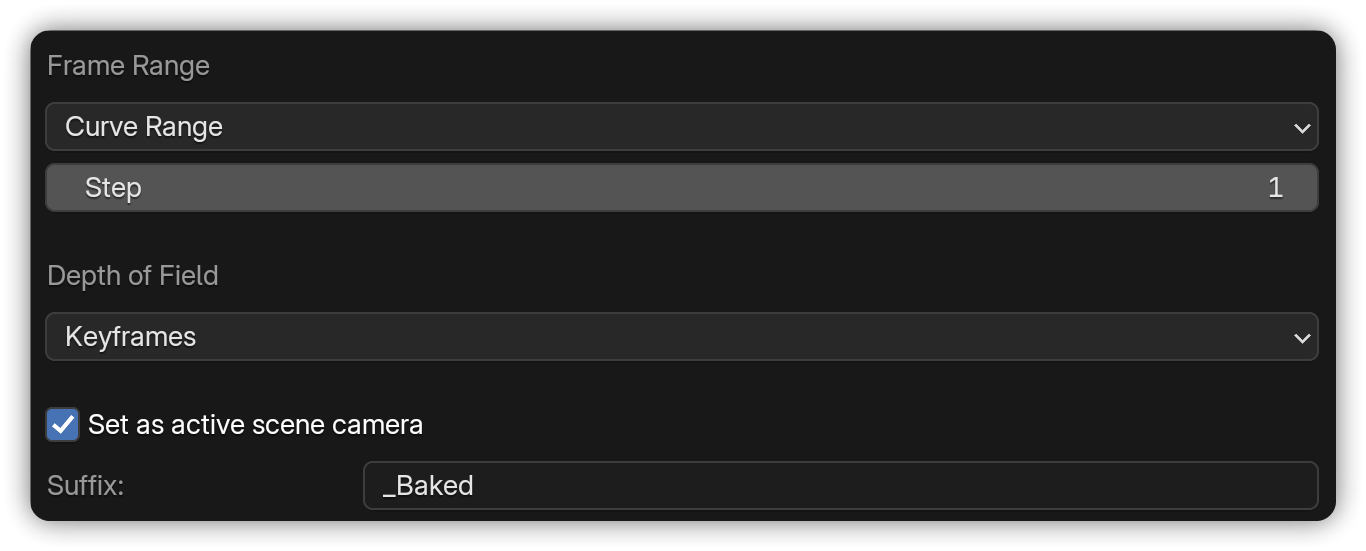 Frame Range
Curve Range
Step 1
Depth of Field
Keyframes
Set as active scene camera
Suffix: _Baked